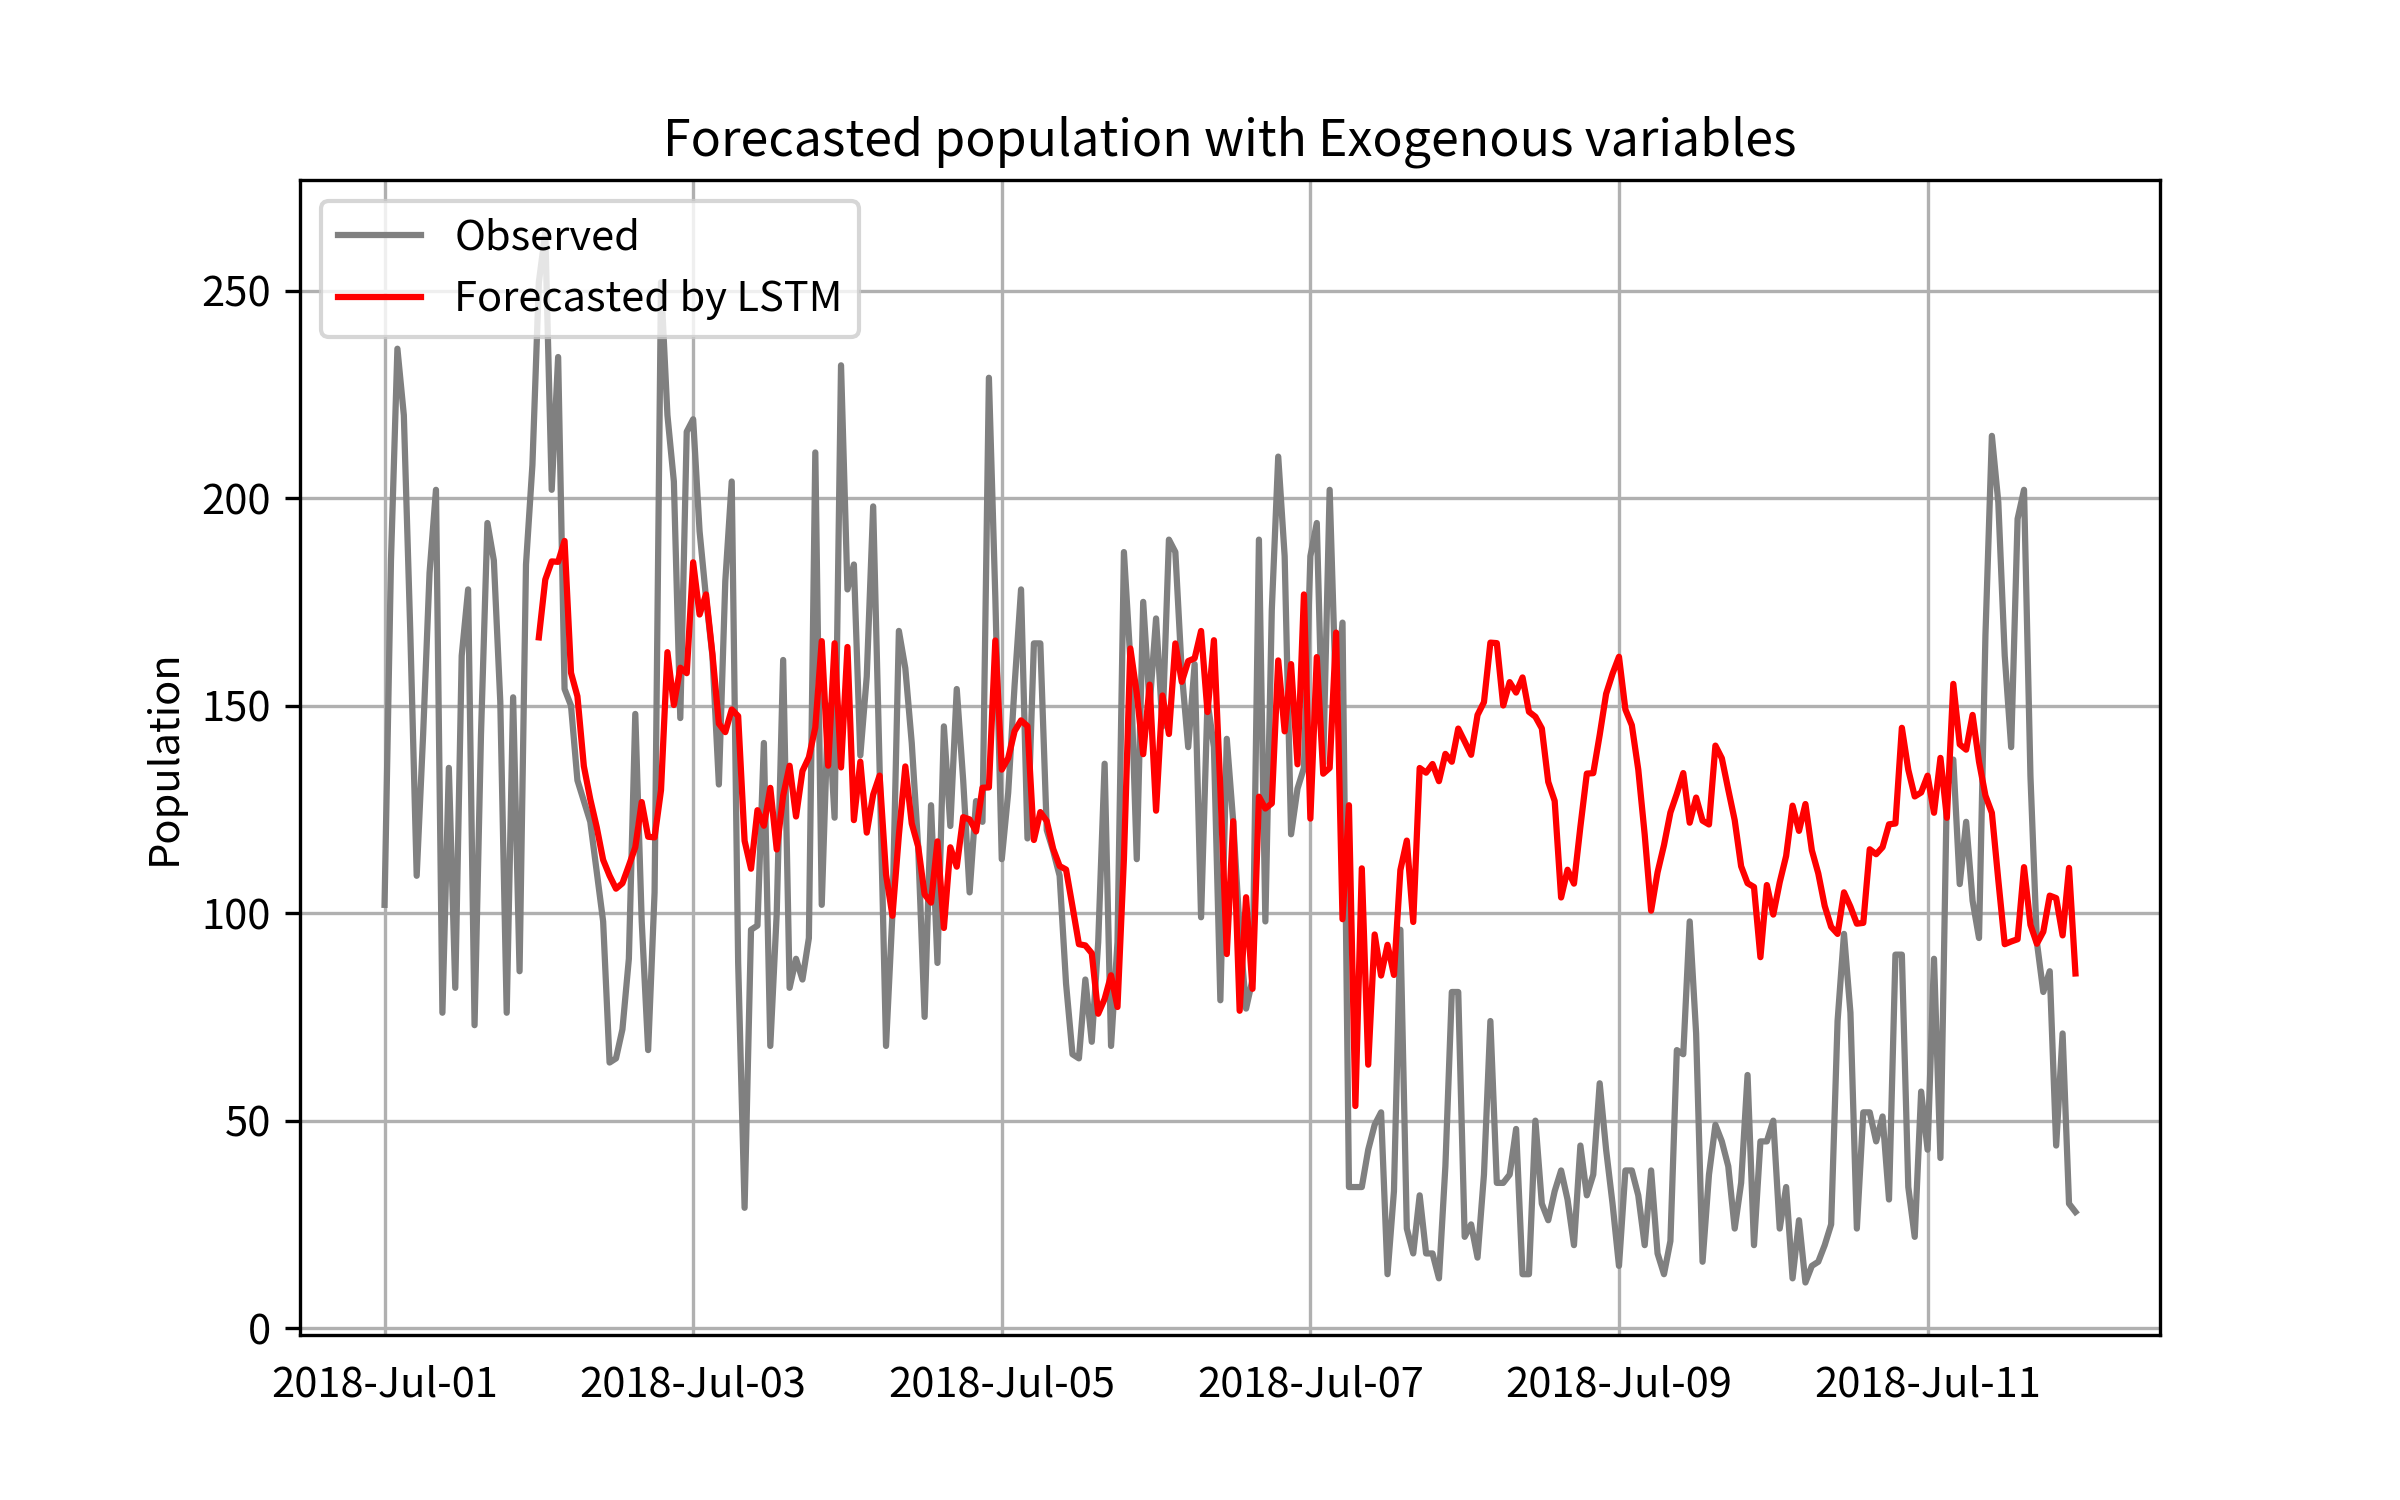 Forecasted population with Exogenous variables
Observed
Forecasted by LSTM
Population
250
200
150
100
50
0
2018-Jul-01 2018-Jul-03 2018-Jul-05 2018-Jul-07 2018-Jul-09 2018-Jul-11